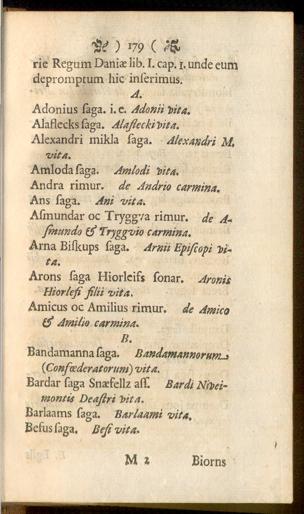 ) 179 (
rie Regum Daniæ lib. I. cap. 1. unde eum
depromptum hic inserimus.
A.
Adonius saga. i. e. Adonii vita.
Alaflecks saga. Alaflecki vita.
Alexandri mikla saga. Alexandri M.
vita.
Amloda saga. Amlodi vita.
Andra rimur. de Andrio carmina.
Ans saga. Ani vita.
Asmundar oc Tryggva rimur. de A-
smundo & Tryggvio carmina.
Arna Biskups saga. Arnii Episcopi vi-
ta.
Arons saga Hiorleifs sonar. Aronis
Hiorlefi filii vita.
Amicus oc Amilius rimur. de Amico
& Amilio carmina.
B.
Bandamanna saga. Bandamannorum
(Confœderatorum) vita.
Bardar saga Snæfellz ass. Bardi Nivei-
montis Deastri vita.
Barlaams saga. Barlaami vita.
Besus saga. Besi vita.
M 2 Biorns